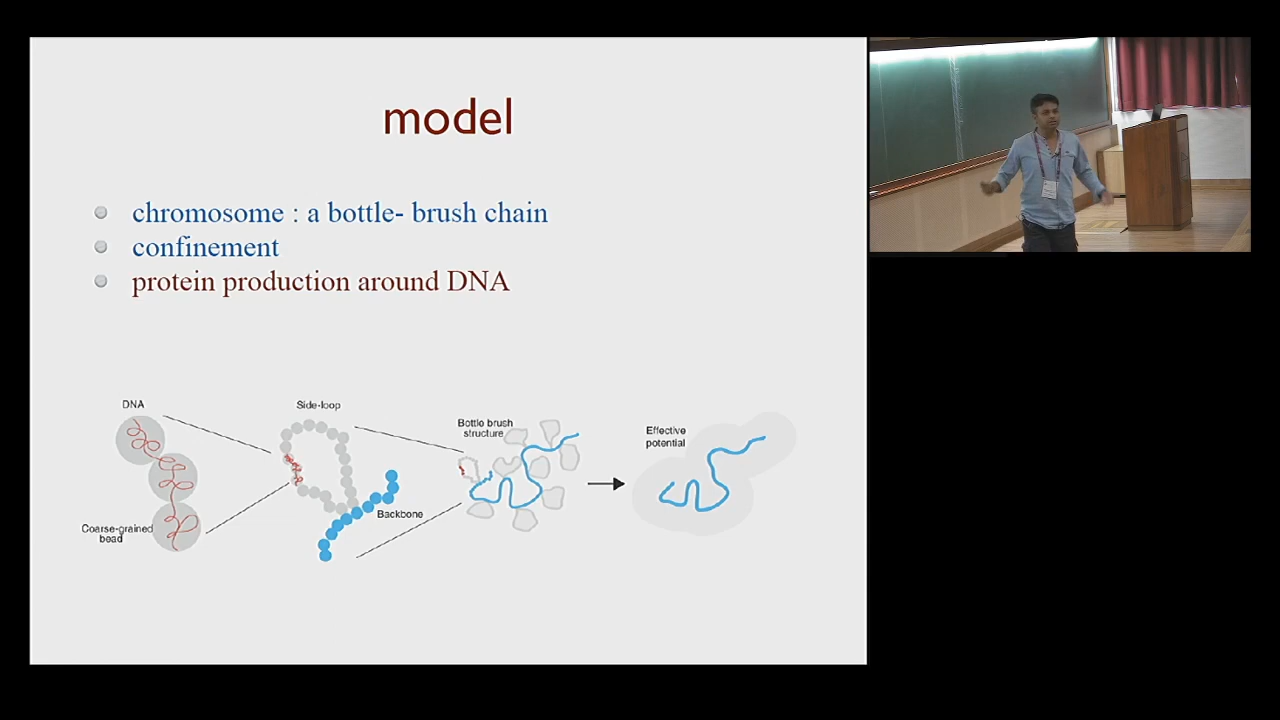 model
chromosome : a bottle- brush chain
confinement
protein production around DNA
DNA
Coarse-grained
bead
Side-loop
Backbone
Bottle brush
structure
Effective
potential